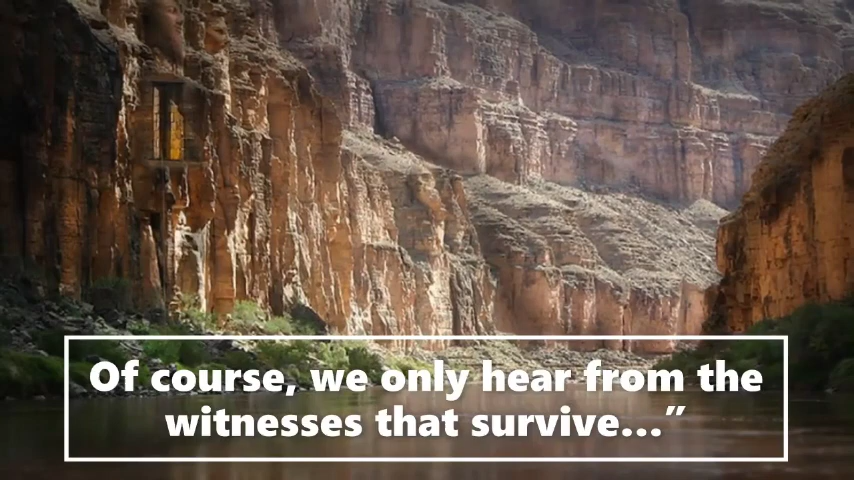 Of course, we only hear from the
witnesses that survive...”